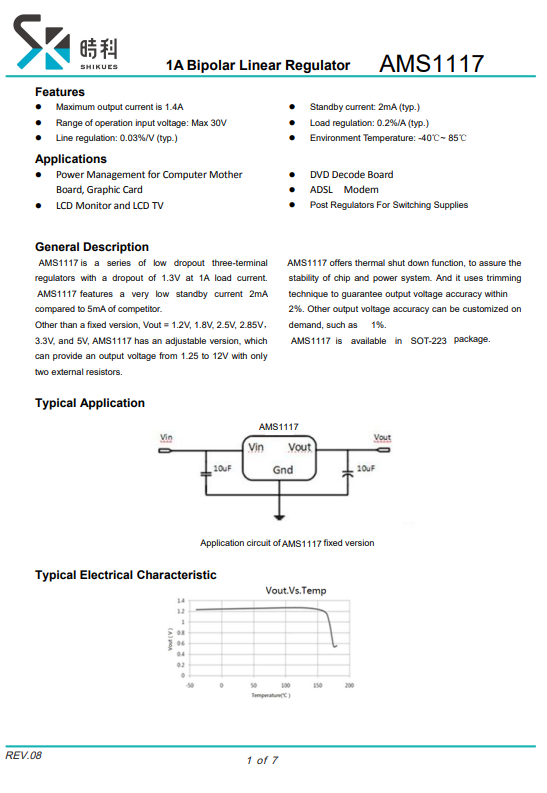 時科
SHIKUES
1A Bipolar Linear Regulator
AMS1117
Features
● Maximum output current is 1.4A
● Range of operation input voltage: Max 30V
● Line regulation: 0.03%/V (typ.)
● Standby current: 2mA (typ.)
● Load regulation: 0.2%/A (typ.)
● Environment Temperature: -40℃~ 85℃
Applications
● Power Management for Computer Mother
Board, Graphic Card
● LCD Monitor and LCD TV
● DVD Decode Board
● ADSL Modem
● Post Regulators For Switching Supplies
General Description
AMS1117 is a series of low dropout three-terminal
regulators with a dropout of 1.3V at 1A load current.
AMS1117 features a very low standby current 2mA
compared to 5mA of competitor.
Other than a fixed version, Vout = 1.2V, 1.8V, 2.5V, 2.85V,
3.3V, and 5V, AMS1117 has an adjustable version, which
can provide an output voltage from 1.25 to 12V with only
two external resistors.
AMS1117 offers thermal shut down function, to assure the
stability of chip and power system. And it uses trimming
technique to guarantee output voltage accuracy within
2%. Other output voltage accuracy can be customized on
demand, such as 1%.
AMS1117 is available in SOT-223 package.
Typical Application
AMS1117
Vin
Vout
Vin Vout
10uF
Gnd
10uF
Application circuit of AMS1117 fixed version
Typical Electrical Characteristic
Vout.Vs.Temp
1.4
1.2
1
0.8
0.6
0.4
0.2
0
Vout ( V )
-50 0 50 100 150 200
Temperature(℃ )
REV.08
1 of 7